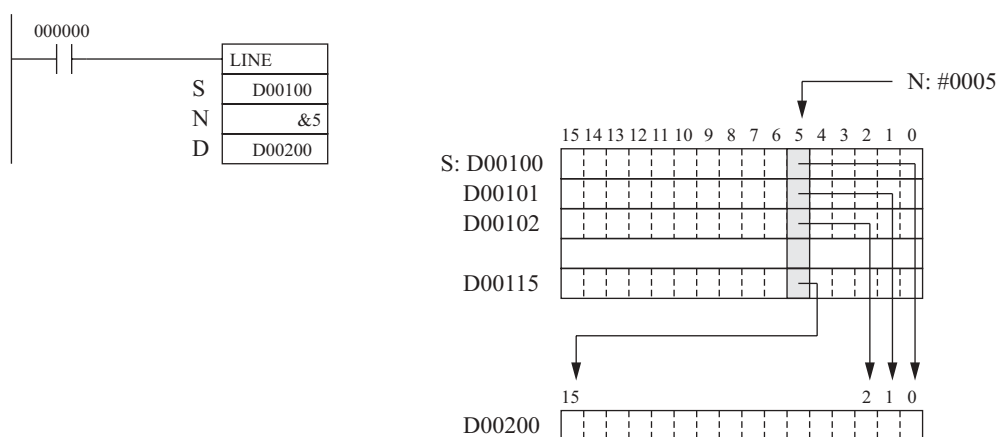 000000
LINE
S D00100
N &5
D D00200
N: #0005
15 14 13 12 11 10 9 8 7 6 5 4 3 2 1 0
S: D00100
D00101
D00102
D00115
15 2 1 0
D00200